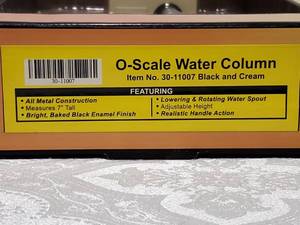 30-11007
O-Scale Water Column
Item No. 30-11007 Black and Cream
FEATURING
• All Metal Construction
• Measures 7" Tall
• Bright, Baked Black Enamel Finish
• Lowering & Rotating Water Spout
• Adjustable Height
• Realistic Handle Action